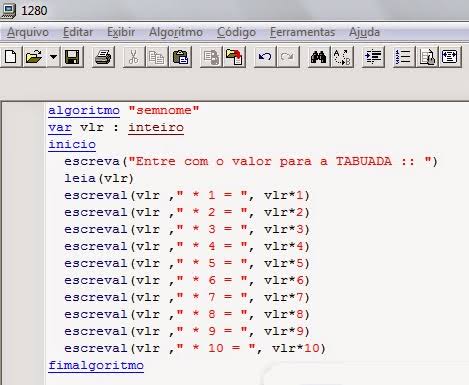 1280
Arquivo Editar Exibir Algoritmo Código Ferramentas Ajuda
algoritmo "semnome"
var vlr : inteiro
inicio
escreva("Entre com o valor para a TABUADA :: ")
leia(vlr)
escreval(vlr ," * 1 = ", vlr*1)
escreval(vlr ," * 2 = ", vlr*2)
escreval(vlr ," * 3 = ", vlr*3)
escreval(vlr ," * 4 = ", vlr*4)
escreval(vlr ," * 5 = ", vlr*5)
escreval(vlr ," * 6 = ", vlr*6)
escreval(vlr ," * 7 = ", vlr*7)
escreval(vlr ," * 8 = ", vlr*8)
escreval(vlr ," * 9 = ", vlr*9)
escreval(vlr ," * 10 = ", vlr*10)
fimalgoritmo